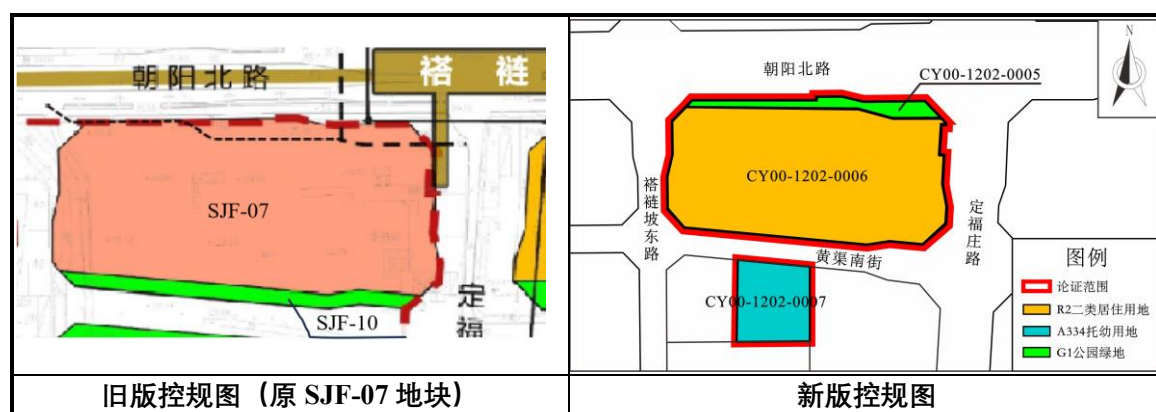 朝阳北路
褡裢
SJF-07
SJF-10
定
福
旧版控规图（原 SJF-07 地块）
N
朝阳北路
CY00-1202-0005
CY00-1202-0006
褡裢坡东路
定福庄路
黄渠南街
CY00-1202-0007
图例
论证范围
R2二类居住用地
A334托幼用地
G1公园绿地
新版控规图